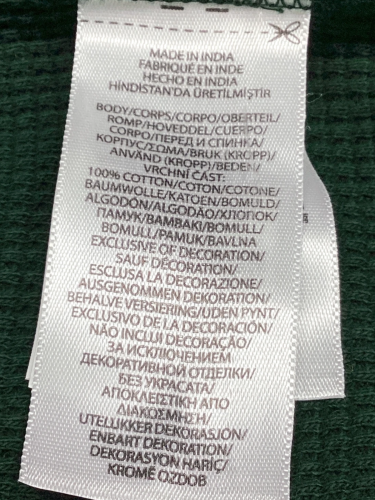 MADE IN INDIA
FABRIQUÉ EN INDE
HECHO EN INDIA
HİNDİSTAN'DA ÜRETİLMİŞTİR
BODY/CORPS/CORPO/OBERTEIL/
ROMP/HOVEDDEL/CUERPO/
CORPO/ПЕРЕД И СПИНКА/
ΚΟΡΠΥС/ΣΩΜΑ/BRUK (KROPP)/
ANVÄND (KROPP)/BEDEN/
VRCHNÍ ČÁST:
100% COTTON/COTON/COTONE/
BAUMWOLLE/KATOEN/BOMULD/
ALGODÓN/ALGODÃO/ХЛОПОК/
ПАМУК/ΒΑΜΒΑΚΙ/BOMULL/
BOMULL/PAMUK/BAVLNA
EXCLUSIVE OF DECORATION/
SAUF DÉCORATION/
ESCLUSA LA DECORAZIONE/
AUSGENOMMEN DEKORATION/
BEHALVE VERSIERING/UDEN PYNT/
EXCLUSIVO DE LA DECORACIÓN/
NÃO INCLUI DECORAÇÃO/
ЗА ИСКЛЮЧЕНИЕМ
ДЕКОРАТИВНОЙ ОТДЕЛКИ/
БЕЗ УКРАСАТА/
ΑΠΟΚΛΕΙΣΤΙΚΗ ΑΠΟ
ΔΙΑΚΟΣΜΗΣΗ/
UTELUKKER DEKORASJON/
ENBART DEKORATION/
DEKORASYON HARİÇ/
KROMĚ OZDOB